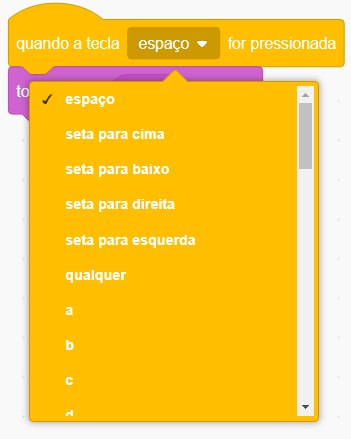 quando a tecla espaço for pressionada
to
espaço
seta para cima
seta para baixo
seta para direita
seta para esquerda
qualquer
a
b
c
d